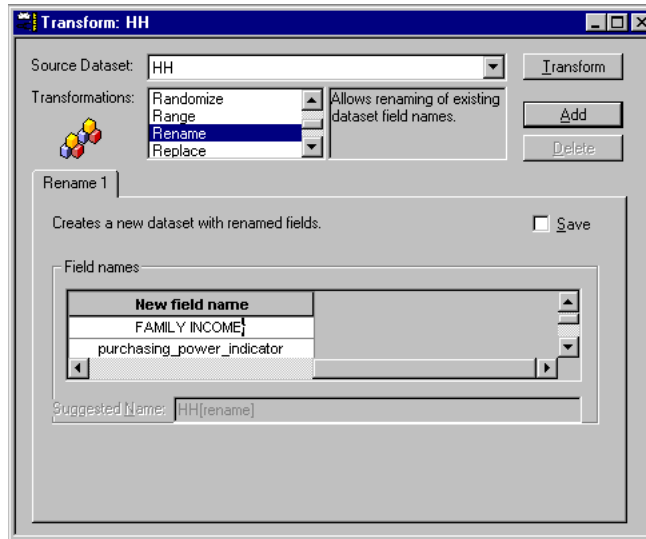 Transform: HH
Source Dataset: HH Transform
Transformations: Randomize
Range
Rename
Replace
Allows renaming of existing
dataset field names.
Add
Delete
Rename 1
Creates a new dataset with renamed fields. Save
Field names
New field name
FAMILY INCOME
purchasing_power_indicator
Suggested Name: HH[rename]